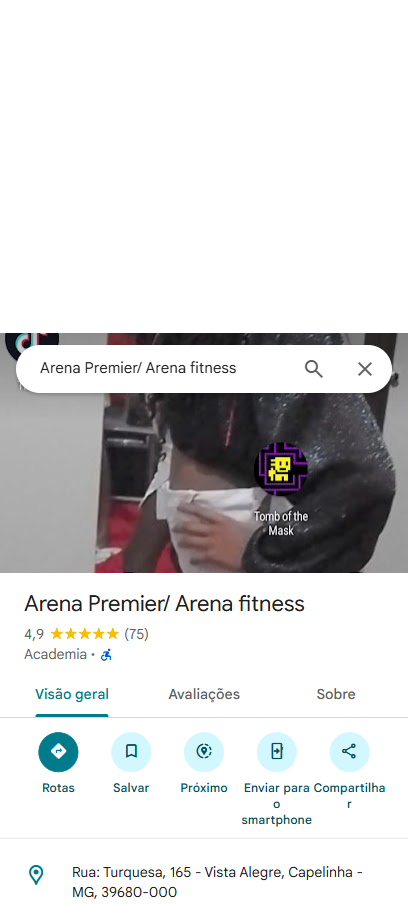 Arena Premier/ Arena fitness
Tomb of the
Mask
Arena Premier/ Arena fitness
4,9 (75)
Academia ·
Visão geral Avaliações Sobre
Rotas Salvar Próximo Enviar para o smartphone Compartilhar
Rua: Turquesa, 165 - Vista Alegre, Capelinha -
MG, 39680-000